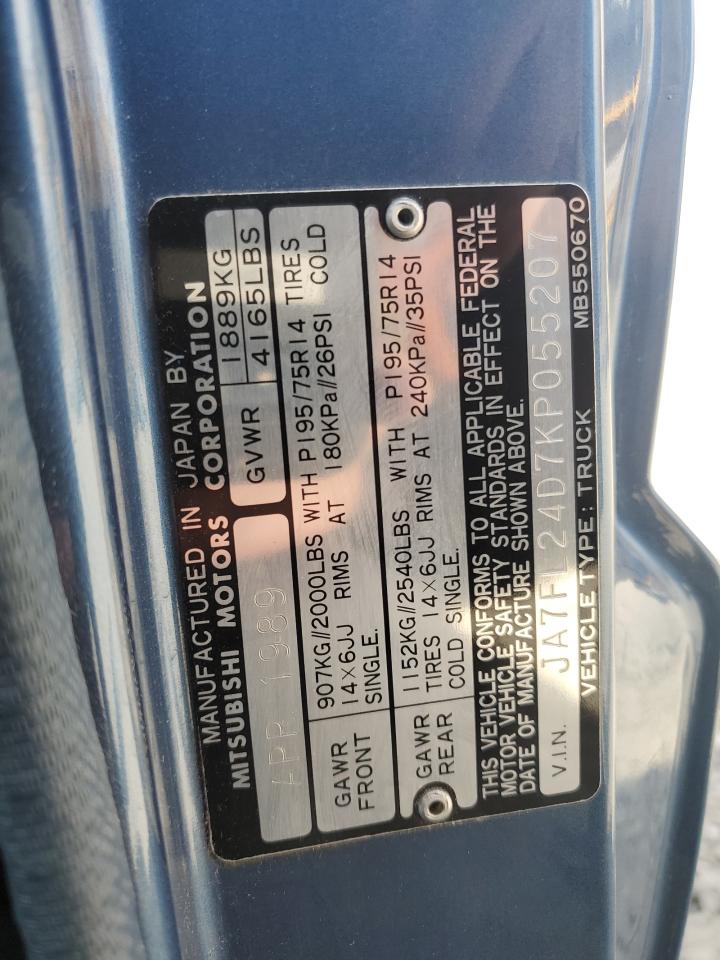 MANUFACTURED IN JAPAN BY
MITSUBISHI MOTORS CORPORATION
APR 1989
GVWR
1889KG
4165LBS
GAWR
FRONT
907KG//2000LBS WITH P195/75R14 TIRES
14×6JJ RIMS AT 180KPa//26PSI COLD
SINGLE.
GAWR
REAR
1152KG//2540LBS WITH P195/75R14
TIRES 14×6JJ RIMS AT 240KPa//35PSI
COLD SINGLE.
THIS VEHICLE CONFORMS TO ALL APPLICABLE FEDERAL
MOTOR VEHICLE SAFETY STANDARDS IN EFFECT ON THE
DATE OF MANUFACTURE SHOWN ABOVE.
V.I.N. JA7FL24D7KP055207
VEHICLE TYPE: TRUCK MB550670